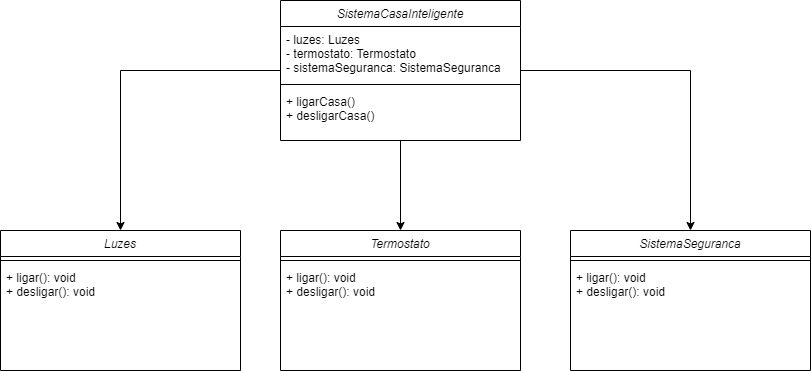 SistemaCasaInteligente
- luzes: Luzes
- termostato: Termostato
- sistemaSeguranca: SistemaSeguranca
+ ligarCasa()
+ desligarCasa()
Luzes
+ ligar(): void
+ desligar(): void
Termostato
+ ligar(): void
+ desligar(): void
SistemaSeguranca
+ ligar(): void
+ desligar(): void